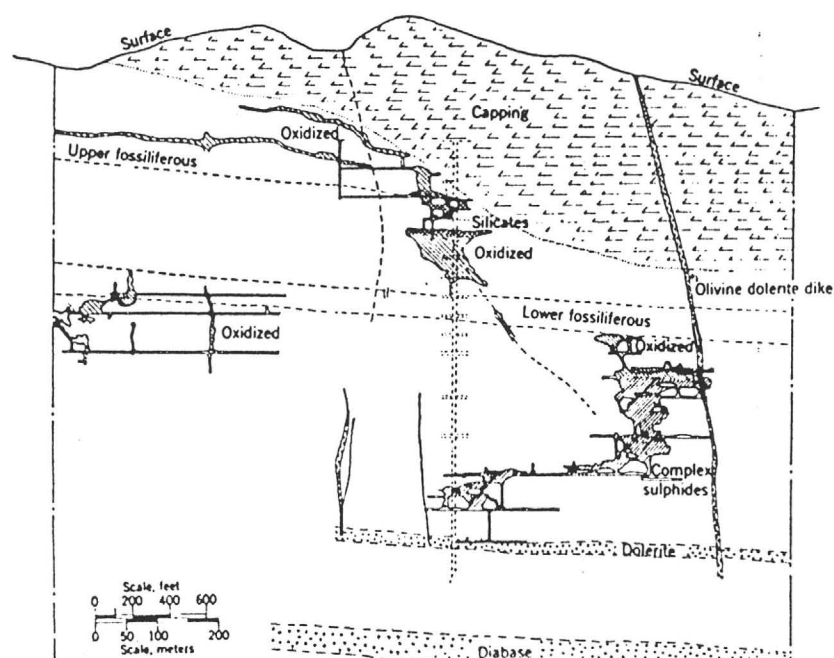 Surface
Surface
Capping
Oxidized
Upper fossiliferous
Silicates
Oxidized
Olivine dolerite dike
Lower fossiliferous
Oxidized
Oxidized
Complex
sulphides
Dolerite
Scale, feet
0 200 400 600
0 50 100 200
Scale, meters
Diabase